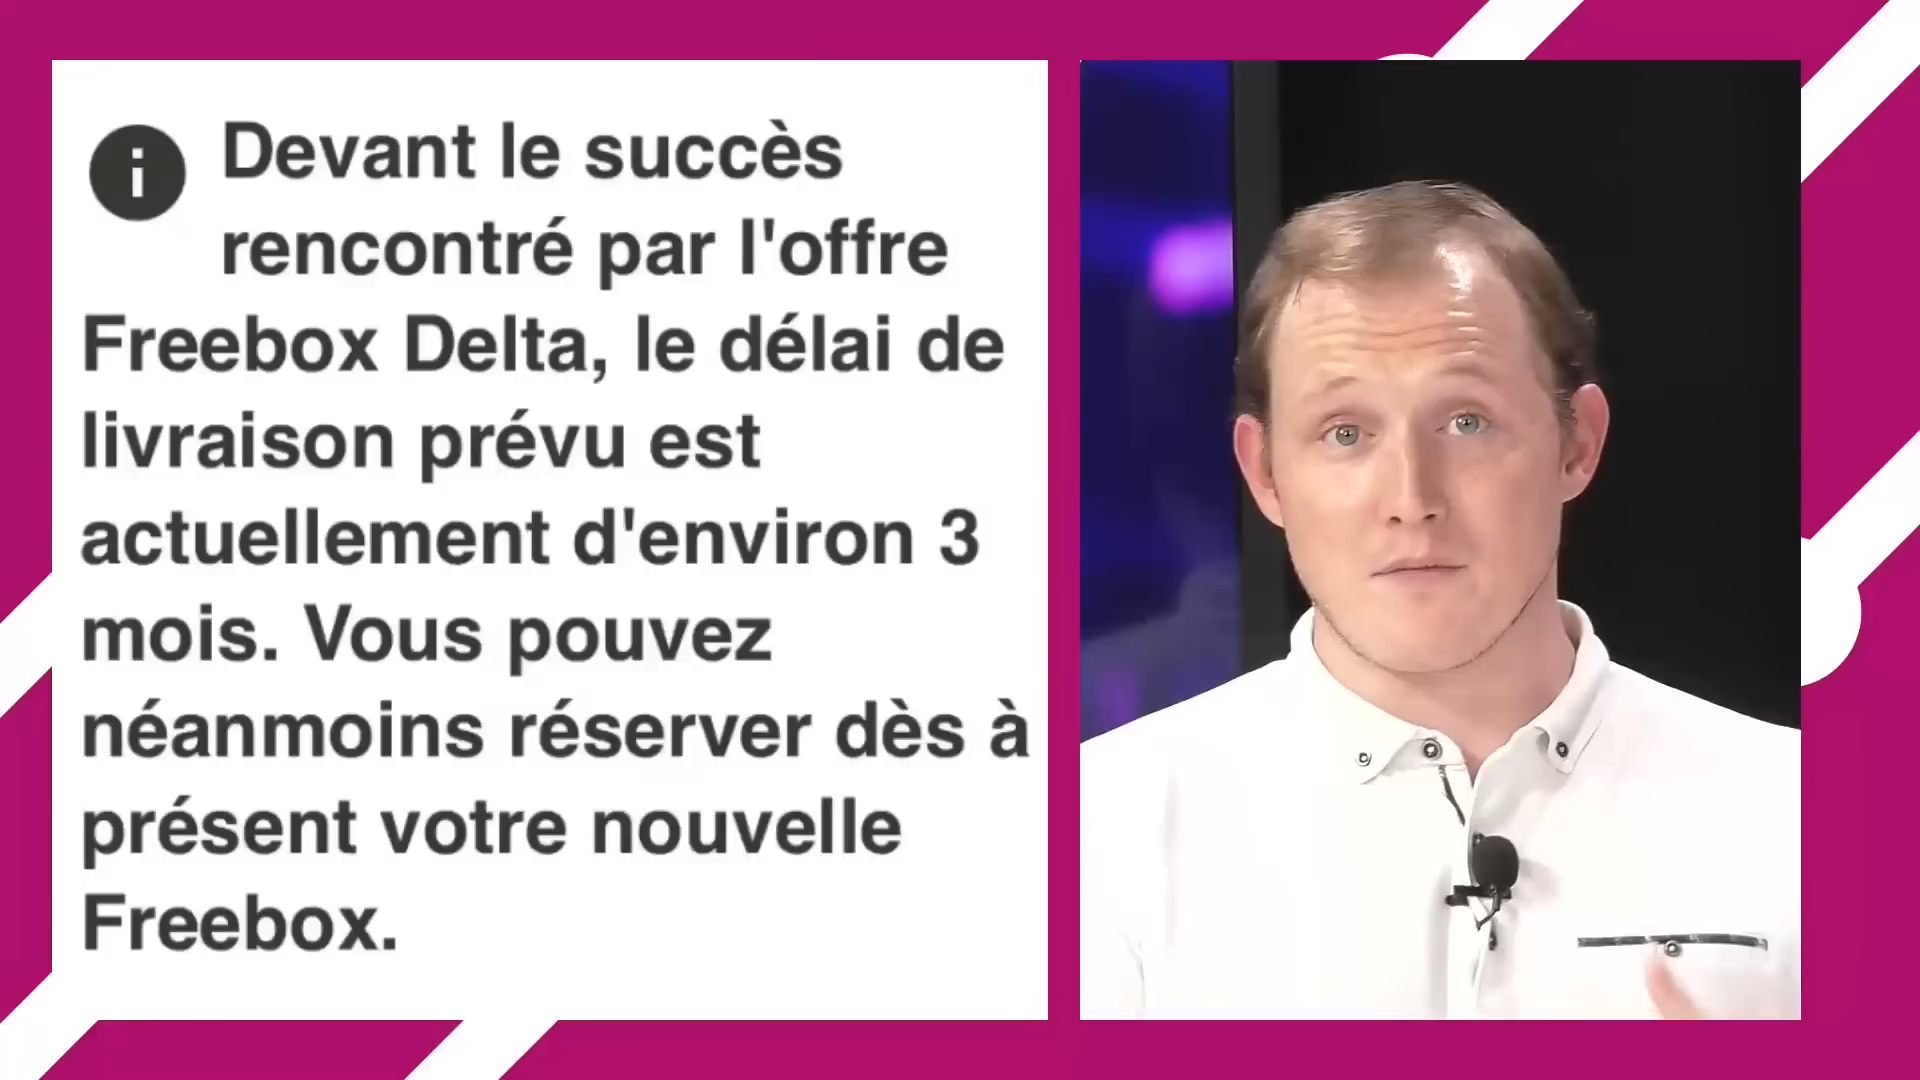 Devant le succès
rencontré par l'offre
Freebox Delta, le délai de
livraison prévu est
actuellement d'environ 3
mois. Vous pouvez
néanmoins réserver dès à
présent votre nouvelle
Freebox.